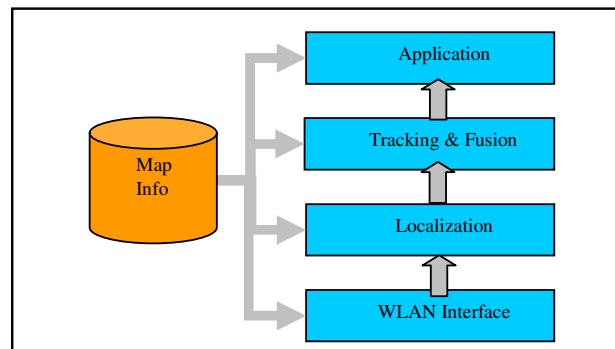 Application
Tracking & Fusion
Map
Info
Localization
WLAN Interface